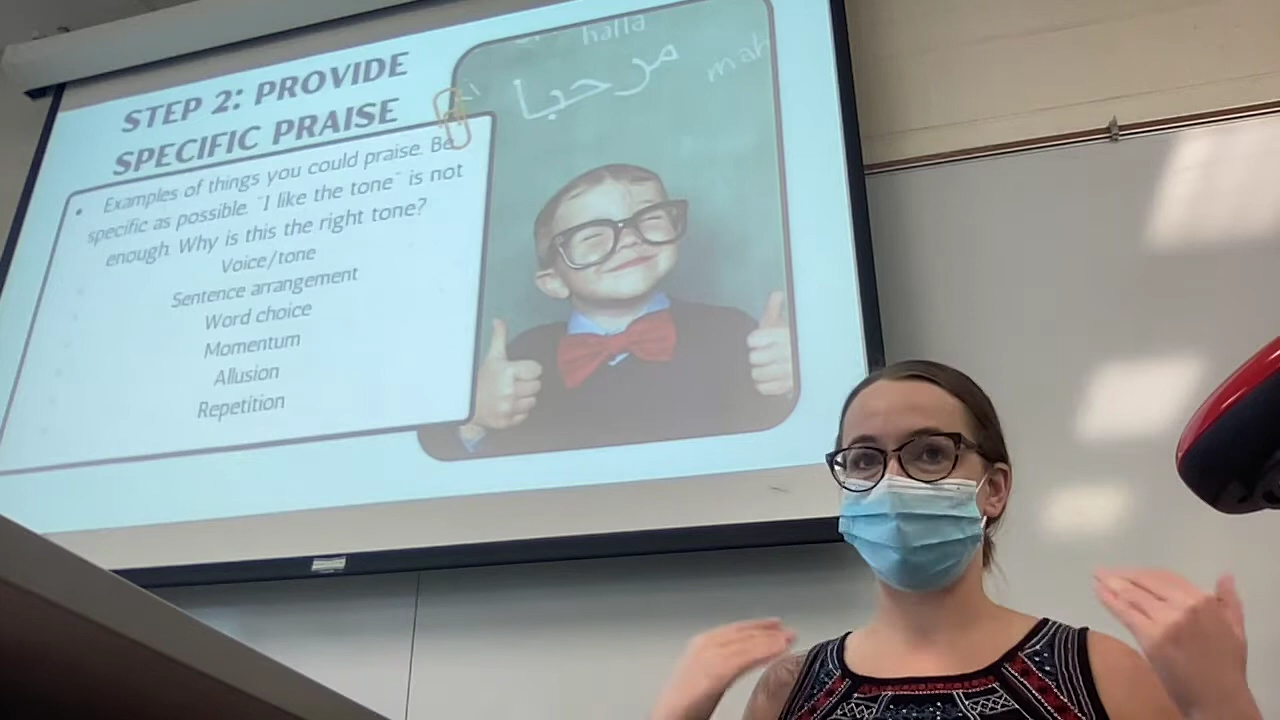 STEP 2: PROVIDE
SPECIFIC PRAISE
• Examples of things you could praise. Be
specific as possible. "I like the tone" is not
enough. Why is this the right tone?
Voice/tone
Sentence arrangement
Word choice
Momentum
Allusion
Repetition
halla
مرحبا
mah